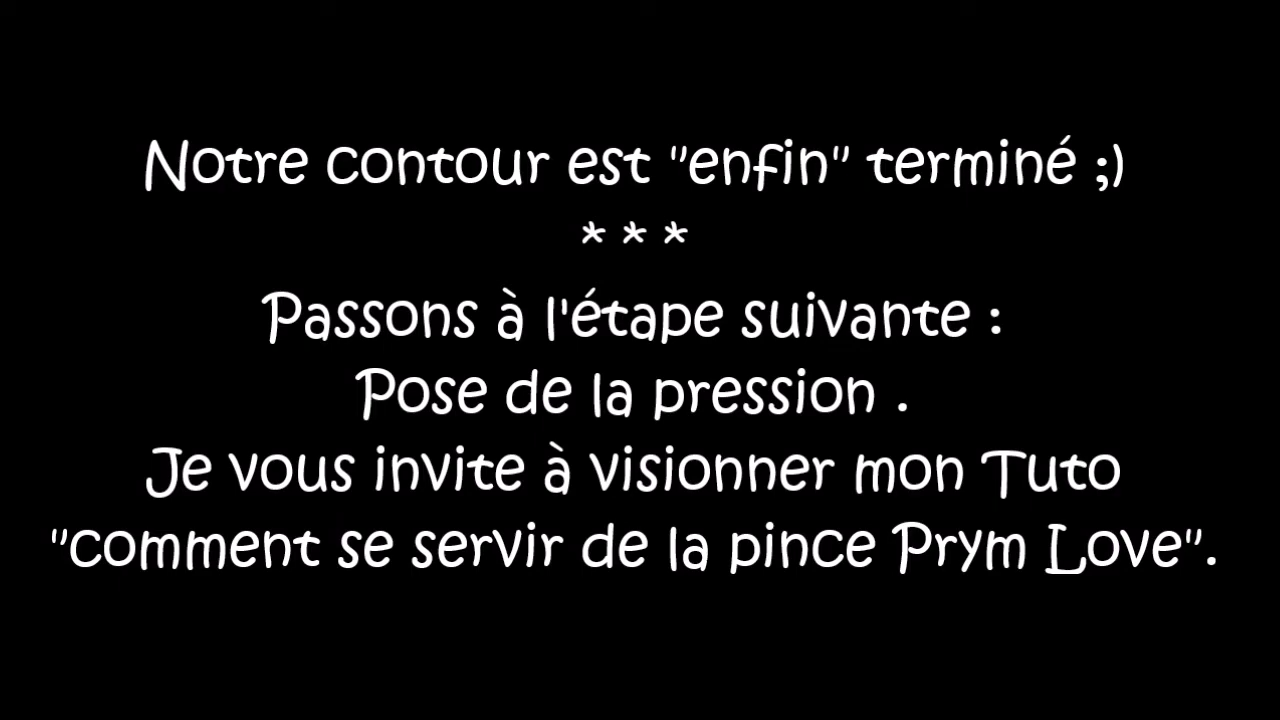 Notre contour est "enfin" terminé ;)
* * *
Passons à l'étape suivante :
Pose de la pression .
Je vous invite à visionner mon Tuto
"comment se servir de la pince Prym Love".